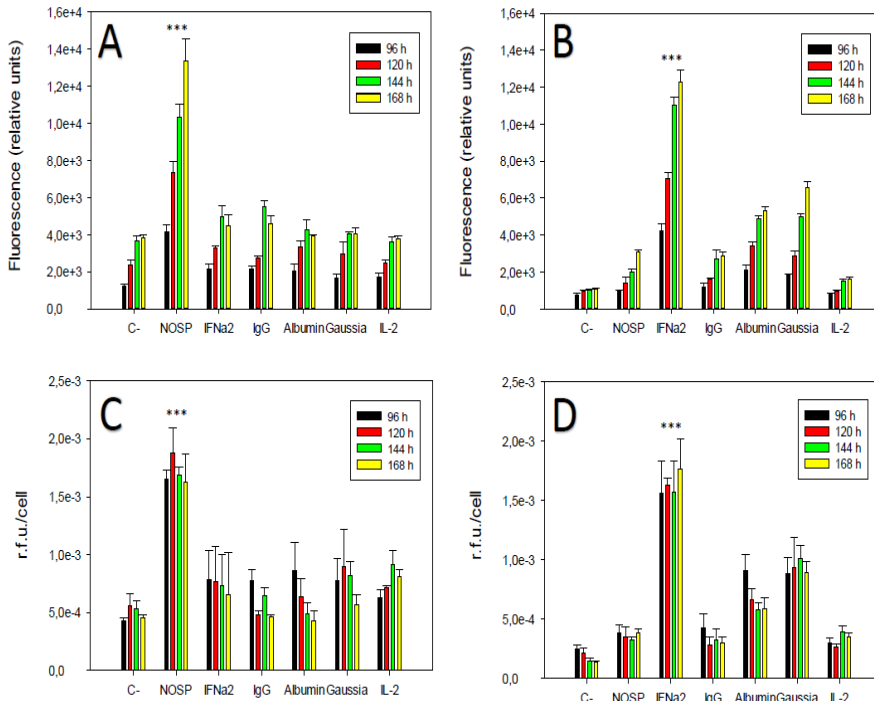 A
***
96 h
120 h
144 h
168 h
Fluorescence (relative units)
1,6e+4
1,4e+4
1,2e+4
1,0e+4
8,0e+3
6,0e+3
4,0e+3
2,0e+3
0,0
C- NOSP IFNa2 IgG Albumin Gaussia IL-2
B
***
96 h
120 h
144 h
168 h
Fluorescence (relative units)
1,6e+4
1,4e+4
1,2e+4
1,0e+4
8,0e+3
6,0e+3
4,0e+3
2,0e+3
0,0
C- NOSP IFNa2 IgG Albumin Gaussia IL-2
C
***
96 h
120 h
144 h
168 h
r.f.u./cell
2,5e-3
2,0e-3
1,5e-3
1,0e-3
5,0e-4
0,0
C- NOSP IFNa2 IgG Albumin Gaussia IL-2
D
***
96 h
120 h
144 h
168 h
r.f.u./cell
2,5e-3
2,0e-3
1,5e-3
1,0e-3
5,0e-4
0,0
C- NOSP IFNa2 IgG Albumin Gaussia IL-2